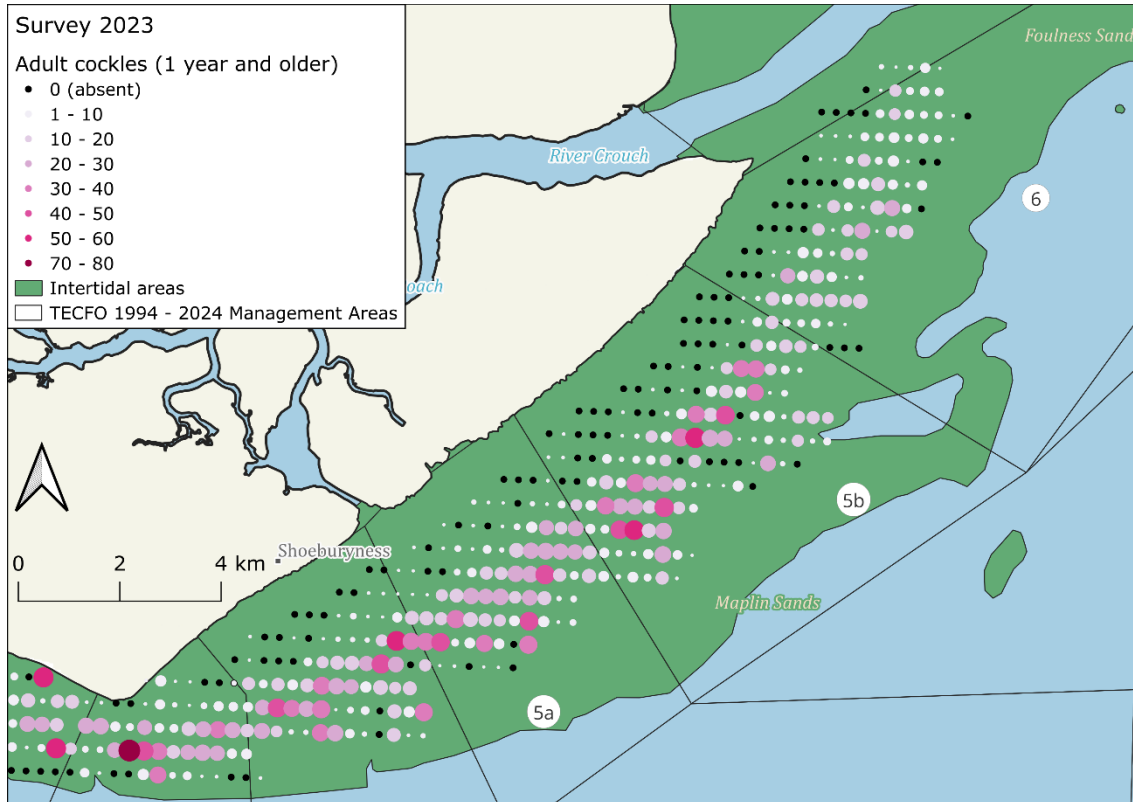 Survey 2023
Adult cockles (1 year and older)
0 (absent)
1 - 10
10 - 20
20 - 30
30 - 40
40 - 50
50 - 60
70 - 80
Intertidal areas
TECFO 1994 - 2024 Management Areas
Foulness Sand
River Crouch
6
oach
5b
0 2 4 km
Shoeburyness
Maplin Sands
5a